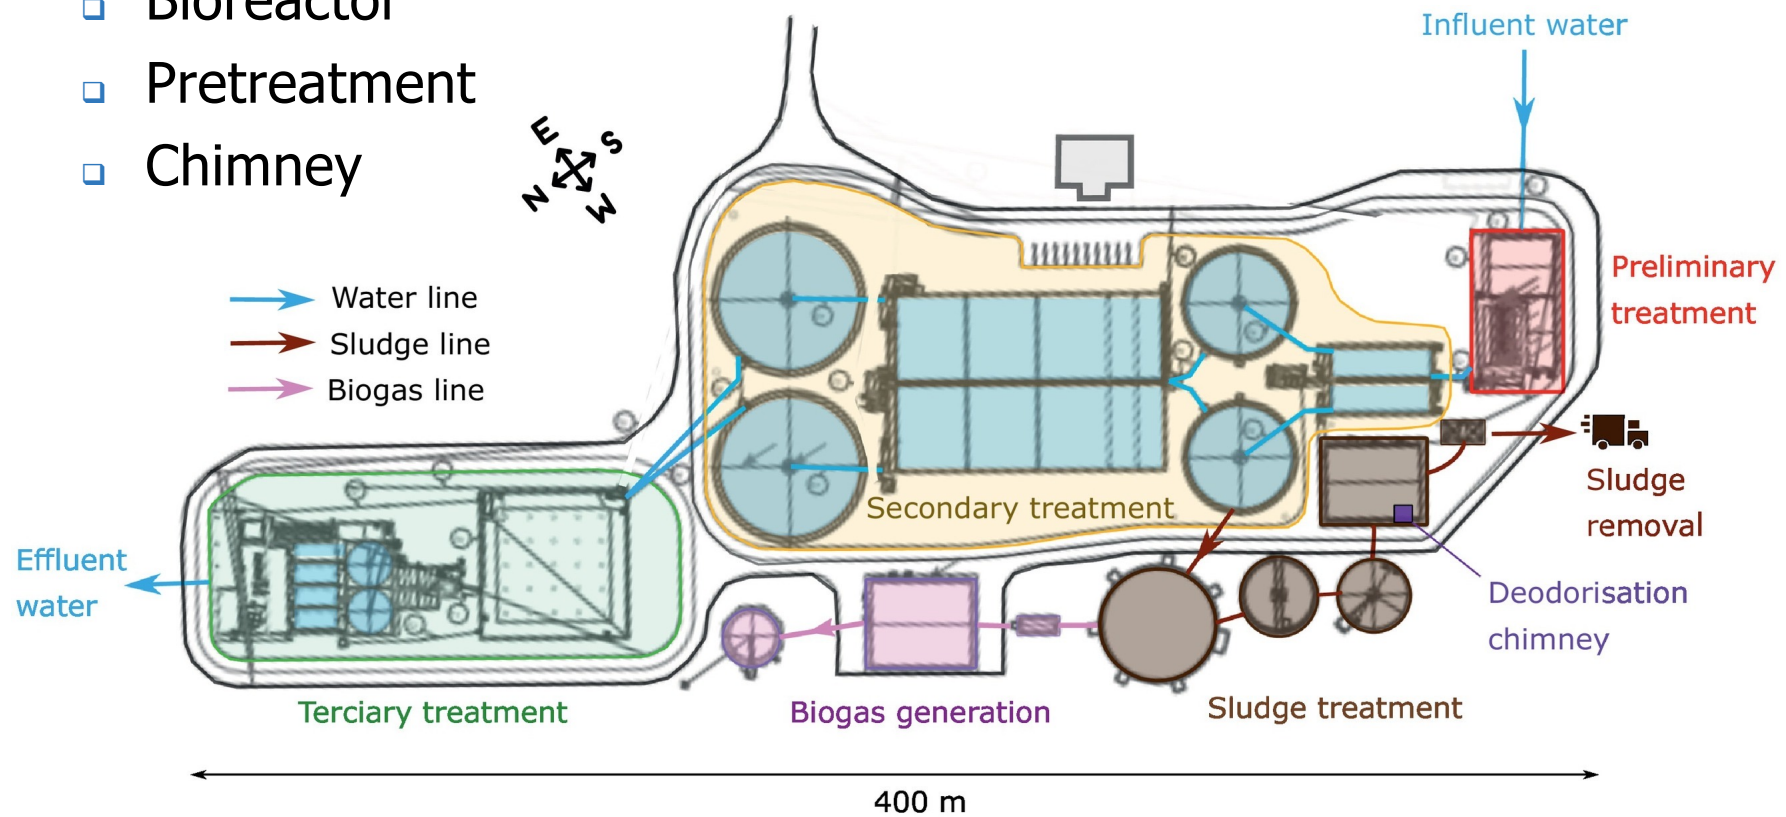 Bioreactor
Pretreatment
Chimney
Influent water
E
S
N
W
Water line
Sludge line
Biogas line
Preliminary
treatment
Sludge
removal
Secondary treatment
Effluent
water
Deodorisation
chimney
Terciary treatment
Biogas generation
Sludge treatment
400 m